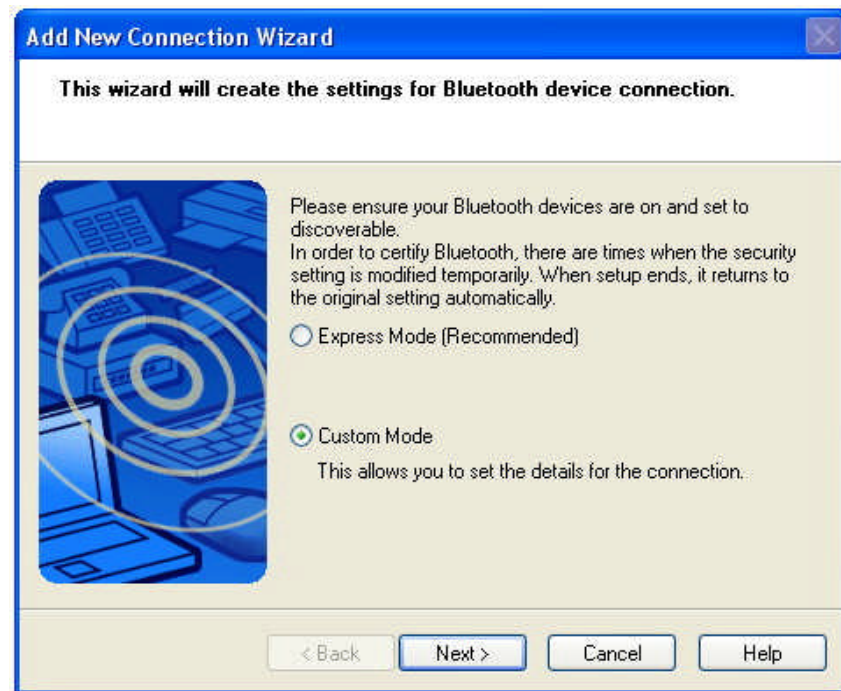 Add New Connection Wizard
This wizard will create the settings for Bluetooth device connection.
Please ensure your Bluetooth devices are on and set to
discoverable.
In order to certify Bluetooth, there are times when the security
setting is modified temporarily. When setup ends, it returns to
the original setting automatically.
Express Mode (Recommended)
Custom Mode
This allows you to set the details for the connection.
< Back Next > Cancel Help